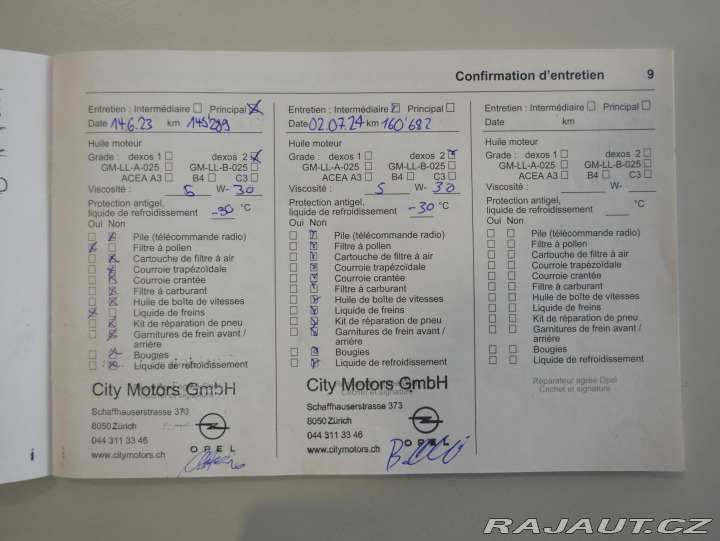 Confirmation d'entretien 9
Entretien : Intermédiaire Principal
Date 14.6.23 km 145'289
Huile moteur
Grade : dexos 1 dexos 2
GM-LL-A-025 GM-LL-B-025
ACEA A3 B4 C3
Viscosité : 5 W- 30
Protection antigel,
liquide de refroidissement -30 °C
Oui Non
Pile (télécommande radio)
Filtre à pollen
Cartouche de filtre à air
Courroie trapézoïdale
Courroie crantée
Filtre à carburant
Huile de boîte de vitesses
Liquide de freins
Kit de réparation de pneu
Garnitures de frein avant /
arrière
Bougies
Liquide de refroidissement
City Motors GmbH
Cachet et signature
Schaffhauserstrasse 373
8050 Zürich
044 311 33 46
www.citymotors.ch
OPEL
Entretien : Intermédiaire Principal
Date 02.07.24 km 160'682
Huile moteur
Grade : dexos 1 dexos 2
GM-LL-A-025 GM-LL-B-025
ACEA A3 B4 C3
Viscosité : 5 W- 30
Protection antigel,
liquide de refroidissement -30 °C
Oui Non
Pile (télécommande radio)
Filtre à pollen
Cartouche de filtre à air
Courroie trapézoïdale
Courroie crantée
Filtre à carburant
Huile de boîte de vitesses
Liquide de freins
Kit de réparation de pneu
Garnitures de frein avant /
arrière
Bougies
Liquide de refroidissement
City Motors GmbH
Cachet et signature
Schaffhauserstrasse 373
8050 Zürich
044 311 33 46
www.citymotors.ch
OPEL
Entretien : Intermédiaire Principal
Date km
Huile moteur
Grade : dexos 1 dexos 2
GM-LL-A-025 GM-LL-B-025
ACEA A3 B4 C3
Viscosité : W-
Protection antigel,
liquide de refroidissement °C
Oui Non
Pile (télécommande radio)
Filtre à pollen
Cartouche de filtre à air
Courroie trapézoïdale
Courroie crantée
Filtre à carburant
Huile de boîte de vitesses
Liquide de freins
Kit de réparation de pneu
Garnitures de frein avant /
arrière
Bougies
Liquide de refroidissement
Réparateur agréé Opel
Cachet et signature
RAJAUT.CZ